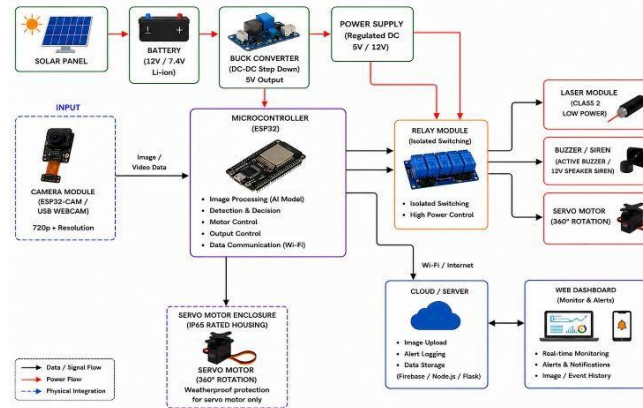 SOLAR PANEL
BATTERY
(12V / 7.4V
Li-ion)
BUCK CONVERTER
(DC-DC Step Down)
5V Output
POWER SUPPLY
(Regulated DC
5V / 12V)
INPUT
CAMERA MODULE
(ESP32-CAM /
USB WEBCAM)
720p + Resolution
Image /
Video Data
MICROCONTROLLER
(ESP32)
• Image Processing (AI Model)
• Detection & Decision
• Motor Control
• Output Control
• Data Communication (Wi-Fi)
RELAY MODULE
(Isolated Switching)
• Isolated Switching
• High Power Control
LASER MODULE
(CLASS 2
LOW POWER)
BUZZER / SIREN
(ACTIVE BUZZER /
12V SPEAKER SIREN)
SERVO MOTOR
(360° ROTATION)
Wi-Fi / Internet
SERVO MOTOR ENCLOSURE
(IP65 RATED HOUSING)
SERVO MOTOR
(360° ROTATION)
Weatherproof protection
for servo motor only
CLOUD / SERVER
• Image Upload
• Alert Logging
• Data Storage
(Firebase / Node.js / Flask)
WEB DASHBOARD
(Monitor & Alerts)
• Real-time Monitoring
• Alerts & Notifications
• Image / Event History
Data / Signal Flow
Power Flow
Physical Integration